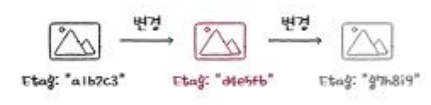 변경 변경
Etag: "a1b2c3" Etag: "d4e5f6" Etag: "g7h8i9"